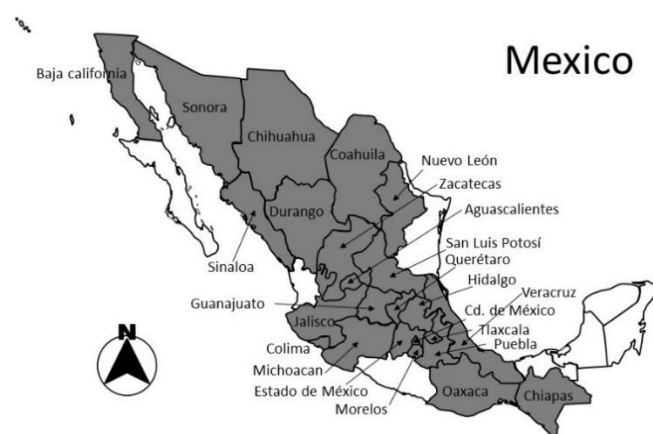 Mexico
Baja california
Sonora
Chihuahua
Coahuila
Nuevo León
Zacatecas
Durango
Aguascalientes
San Luis Potosí
Sinaloa
Querétaro
Hidalgo
Guanajuato
Veracruz
Cd. de México
Jalisco
Tlaxcala
Colima
Puebla
Michoacan
Estado de México
Oaxaca
Chiapas
Morelos
N